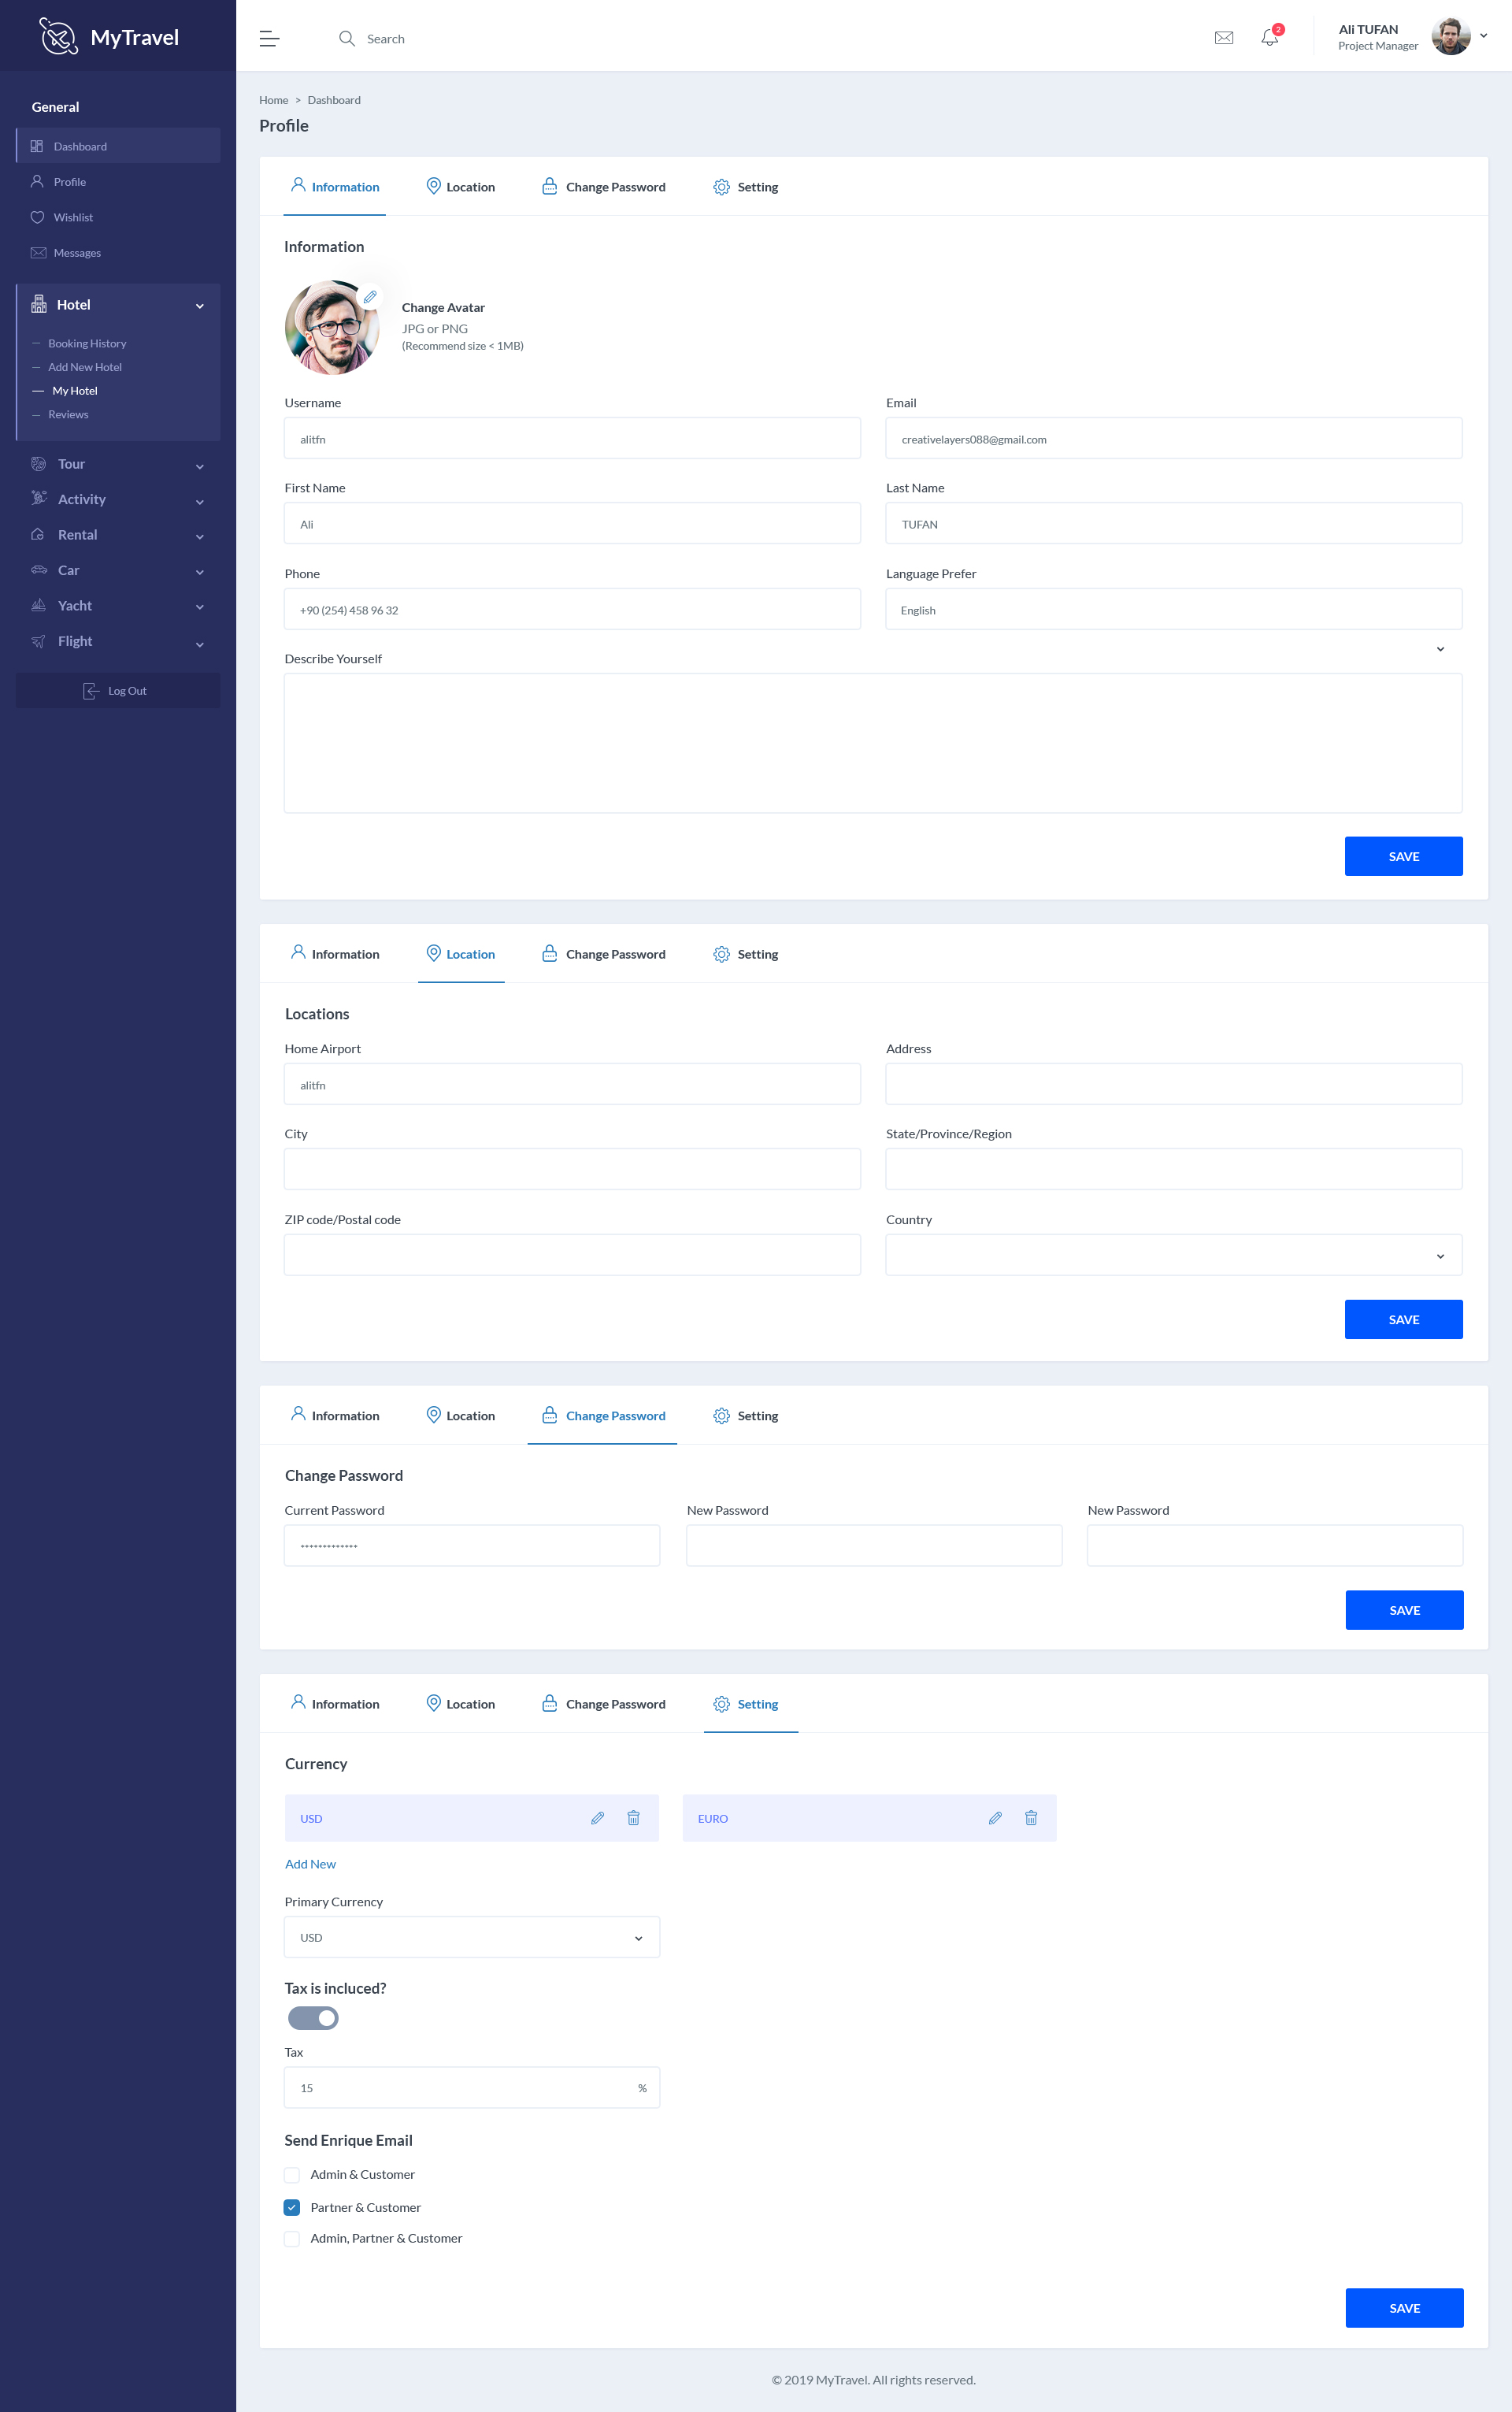 MyTravel
Search
2
Ali TUFAN
Project Manager
General
Dashboard
Profile
Wishlist
Messages
Hotel
Booking History
Add New Hotel
My Hotel
Reviews
Tour
Activity
Rental
Car
Yacht
Flight
Log Out
Home > Dashboard
Profile
Information Location Change Password Setting
Information
Change Avatar
JPG or PNG
(Recommend size < 1MB)
Username Email
alitfn creativelayers088@gmail.com
First Name Last Name
Ali TUFAN
Phone Language Prefer
+90 (254) 458 96 32 English
Describe Yourself
SAVE
Information Location Change Password Setting
Locations
Home Airport Address
alitfn
City State/Province/Region
ZIP code/Postal code Country
SAVE
Information Location Change Password Setting
Change Password
Current Password New Password New Password
*************
SAVE
Information Location Change Password Setting
Currency
USD EURO
Add New
Primary Currency
USD
Tax is incluced?
Tax
15 %
Send Enrique Email
Admin & Customer
Partner & Customer
Admin, Partner & Customer
SAVE
© 2019 MyTravel. All rights reserved.